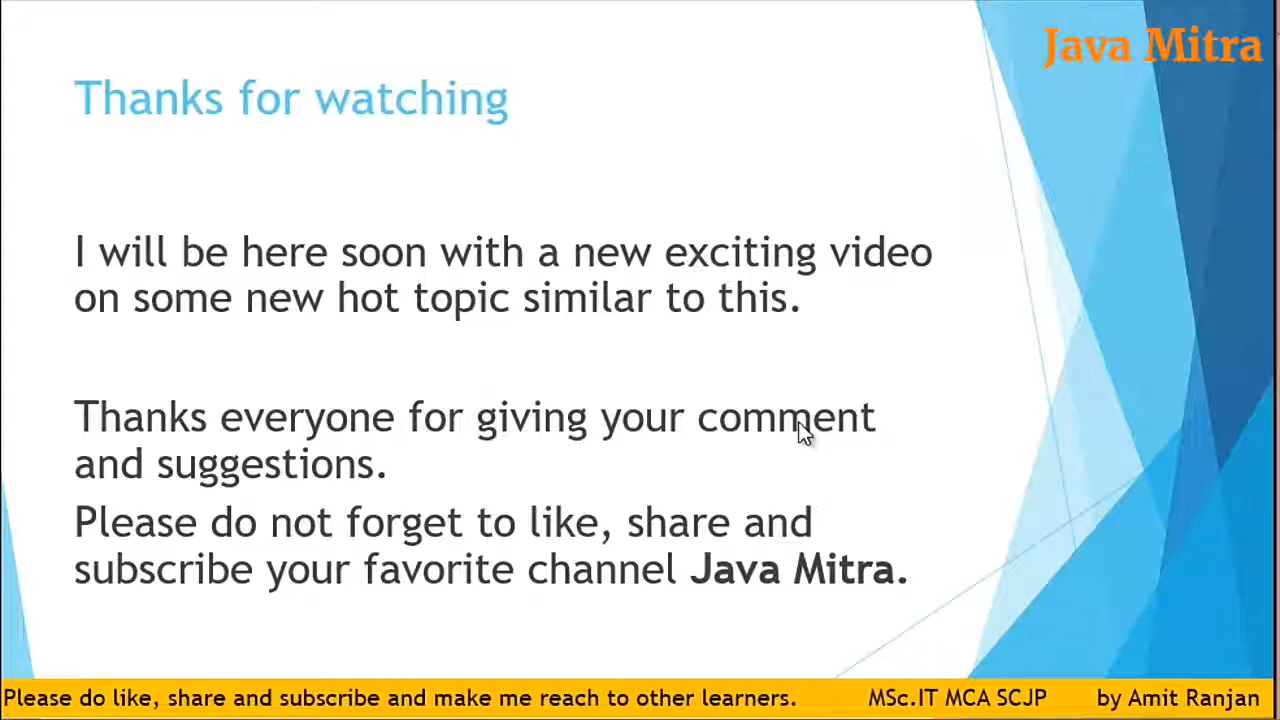 Java Mitra
Thanks for watching
I will be here soon with a new exciting video
on some new hot topic similar to this.
Thanks everyone for giving your comment
and suggestions.
Please do not forget to like, share and
subscribe your favorite channel Java Mitra.
Please do like, share and subscribe and make me reach to other learners. MSc.IT MCA SCJP by Amit Ranjan